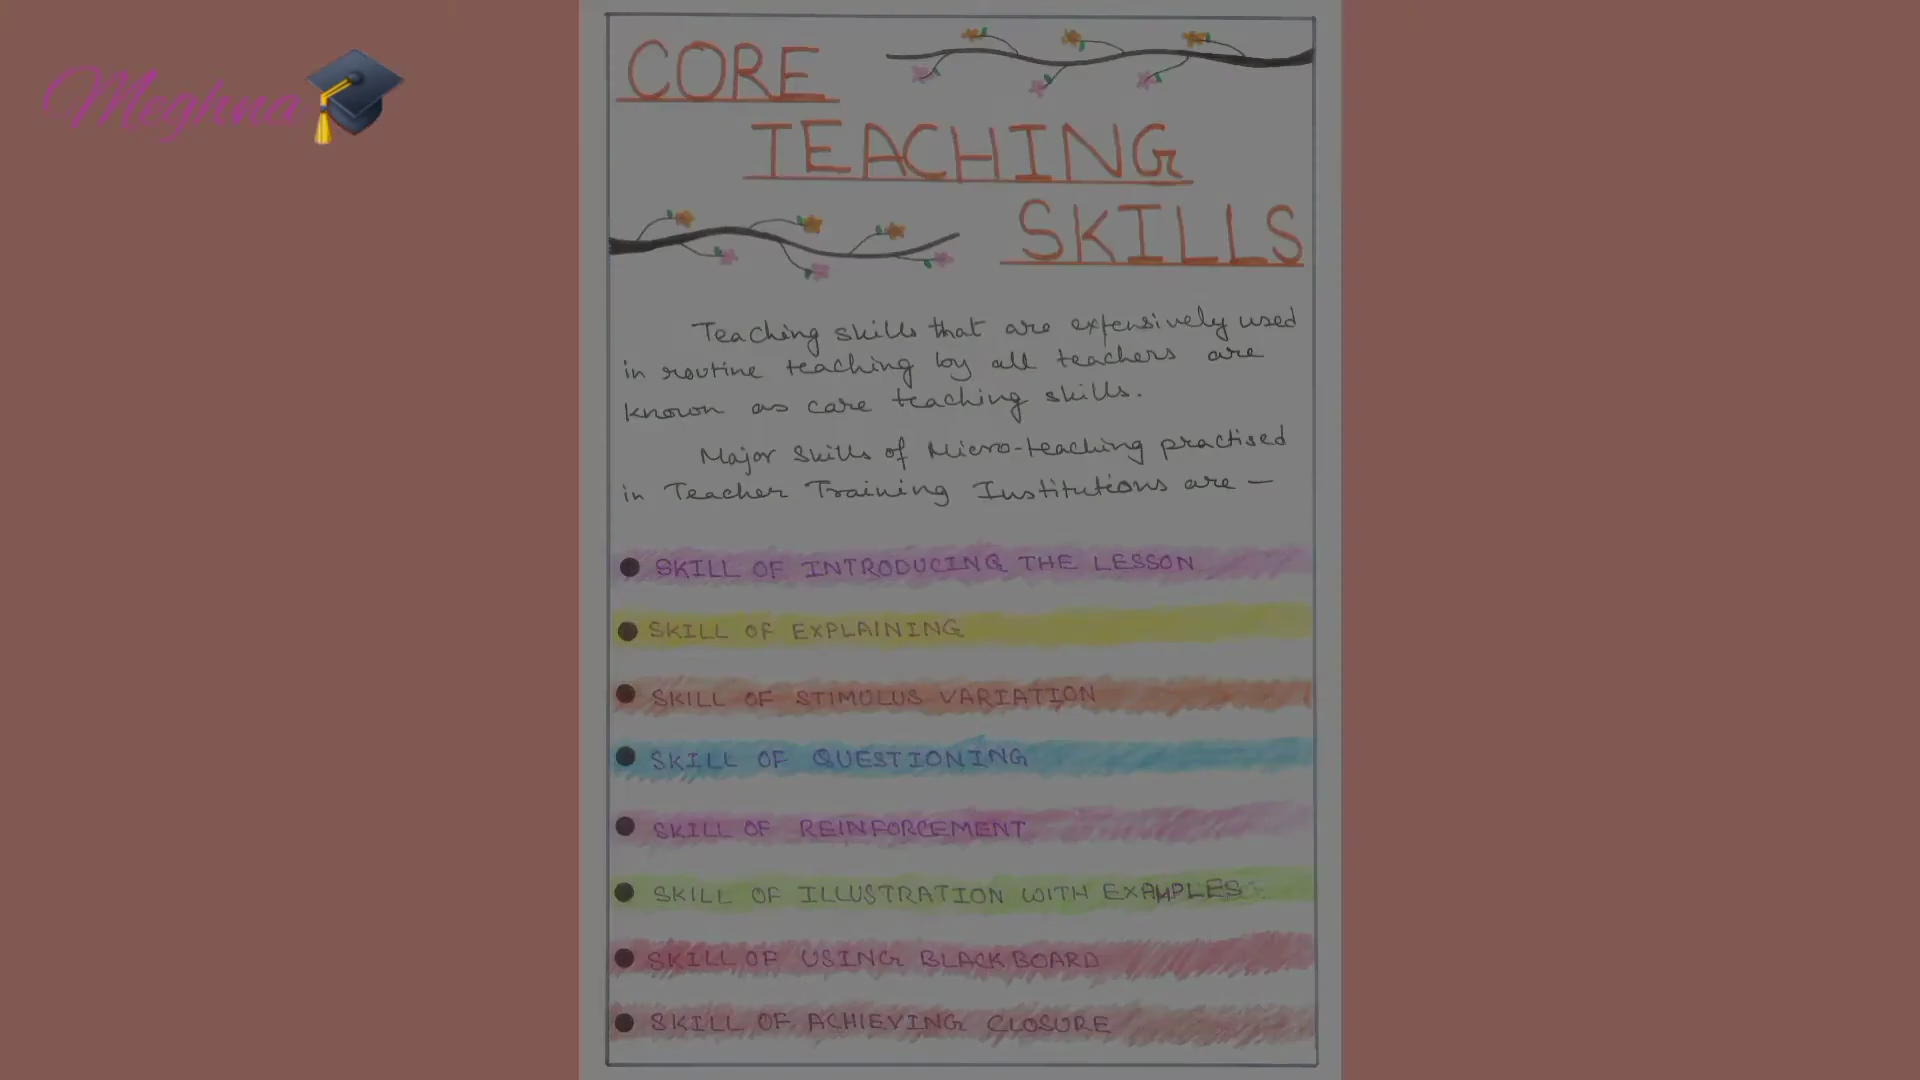 Meghna
CORE
TEACHING
SKILLS
Teaching skills that are expensively used
in routine teaching by all teachers are
known as care teaching skills.
Major Skills of Micro-teaching practised
in Teacher Training Institutions are —
SKILL OF INTRODUCING THE LESSON
SKILL OF EXPLAINING
SKILL OF STIMULUS VARIATION
SKILL OF QUESTIONING
SKILL OF REINFORCEMENT
SKILL OF ILLUSTRATION WITH EXAMPLES
SKILL OF USING BLACKBOARD
SKILL OF ACHIEVING CLOSURE